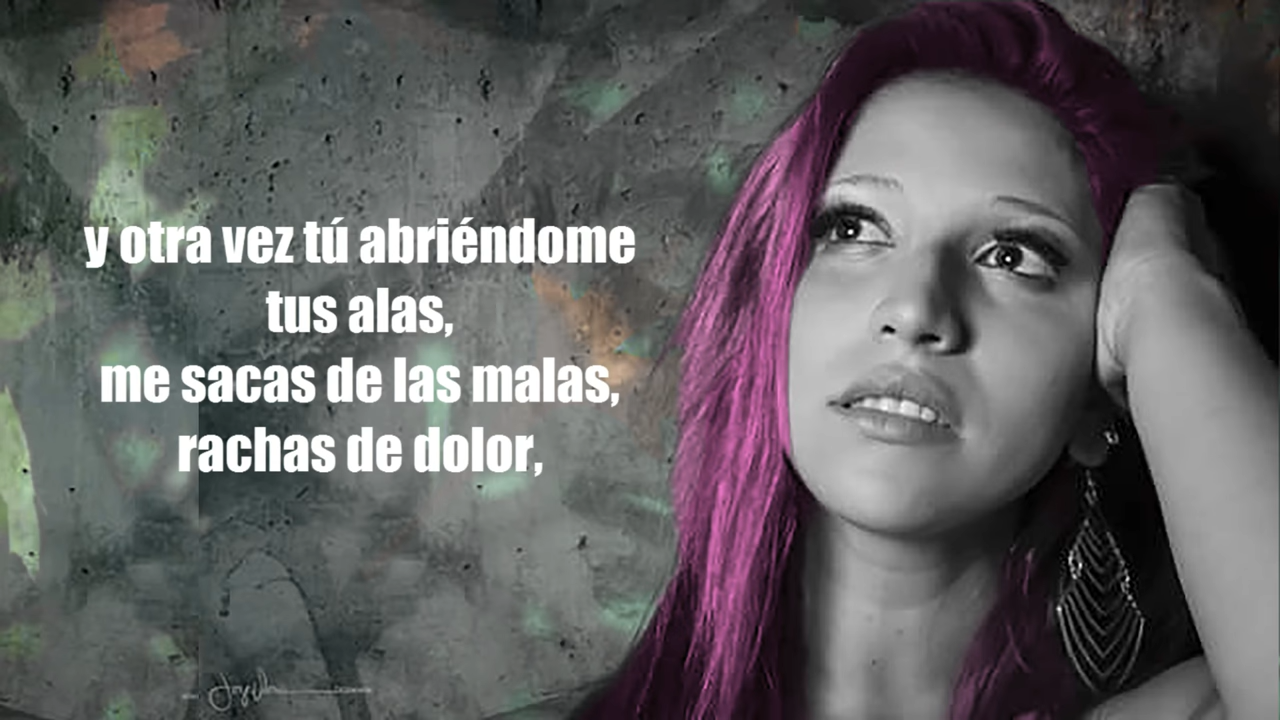 y otra vez tú abriéndome
tus alas,
me sacas de las malas,
rachas de dolor,